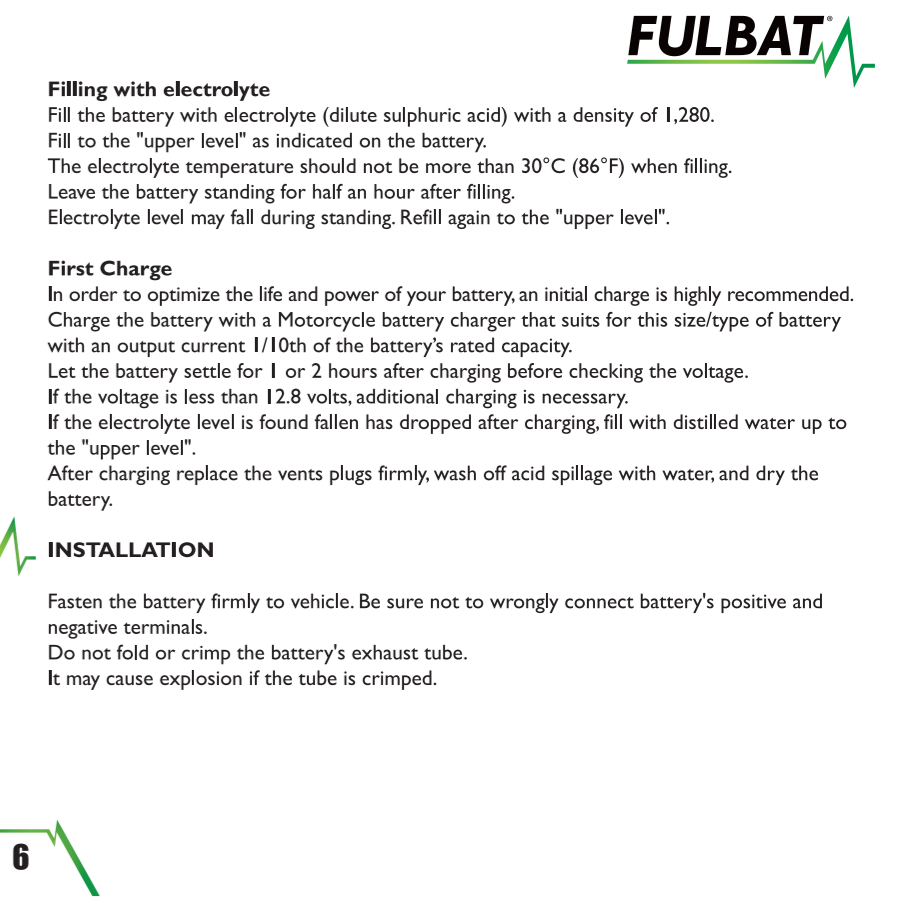 FULBAT®
Filling with electrolyte
Fill the battery with electrolyte (dilute sulphuric acid) with a density of 1,280.
Fill to the "upper level" as indicated on the battery.
The electrolyte temperature should not be more than 30°C (86°F) when filling.
Leave the battery standing for half an hour after filling.
Electrolyte level may fall during standing. Refill again to the "upper level".
First Charge
In order to optimize the life and power of your battery, an initial charge is highly recommended.
Charge the battery with a Motorcycle battery charger that suits for this size/type of battery
with an output current 1/10th of the battery’s rated capacity.
Let the battery settle for 1 or 2 hours after charging before checking the voltage.
If the voltage is less than 12.8 volts, additional charging is necessary.
If the electrolyte level is found fallen has dropped after charging, fill with distilled water up to
the "upper level".
After charging replace the vents plugs firmly, wash off acid spillage with water, and dry the
battery.
INSTALLATION
Fasten the battery firmly to vehicle. Be sure not to wrongly connect battery's positive and
negative terminals.
Do not fold or crimp the battery's exhaust tube.
It may cause explosion if the tube is crimped.
6